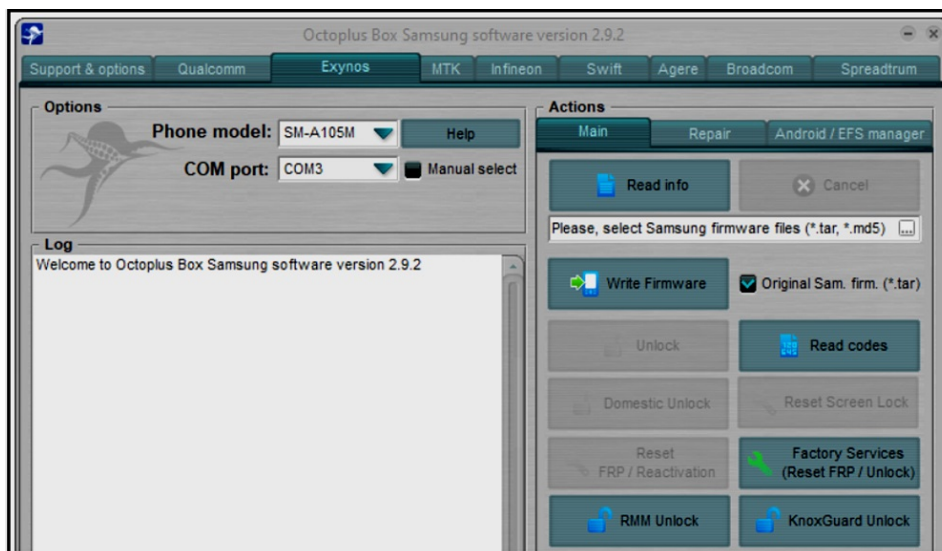 Octoplus Box Samsung software version 2.9.2
Support & options Qualcomm Exynos MTK Infineon Swift Agere Broadcom Spreadtrum
Options
Phone model: SM-A105M Help
COM port: COM3 Manual select
Log
Welcome to Octoplus Box Samsung software version 2.9.2
Actions
Main Repair Android / EFS manager
Read info Cancel
Please, select Samsung firmware files (*.tar, *.md5) ...
Write Firmware Original Sam. firm. (*.tar)
Unlock Read codes
Domestic Unlock Reset Screen Lock
Reset
FRP / Reactivation
Factory Services
(Reset FRP / Unlock)
RMM Unlock KnoxGuard Unlock